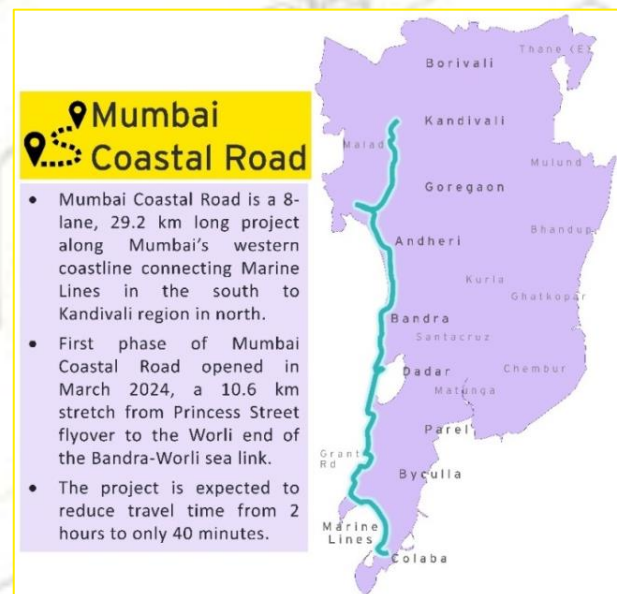 Mumbai
Coastal Road
• Mumbai Coastal Road is a 8-
lane, 29.2 km long project
along Mumbai's western
coastline connecting Marine
Lines in the south to
Kandivali region in north.
• First phase of Mumbai
Coastal Road opened in
March 2024, a 10.6 km
stretch from Princess Street
flyover to the Worli end of
the Bandra-Worli sea link.
• The project is expected to
reduce travel time from 2
hours to only 40 minutes.
Thane (E)
Borivali
Kandivali
Malad
Mulund
Goregaon
Bhandup
Andheri
Kurla
Ghatkopar
Bandra
Santacruz
Dadar
Chembur
Matunga
Parel
Grant
Rd
Byculla
Marine
Lines
Colaba